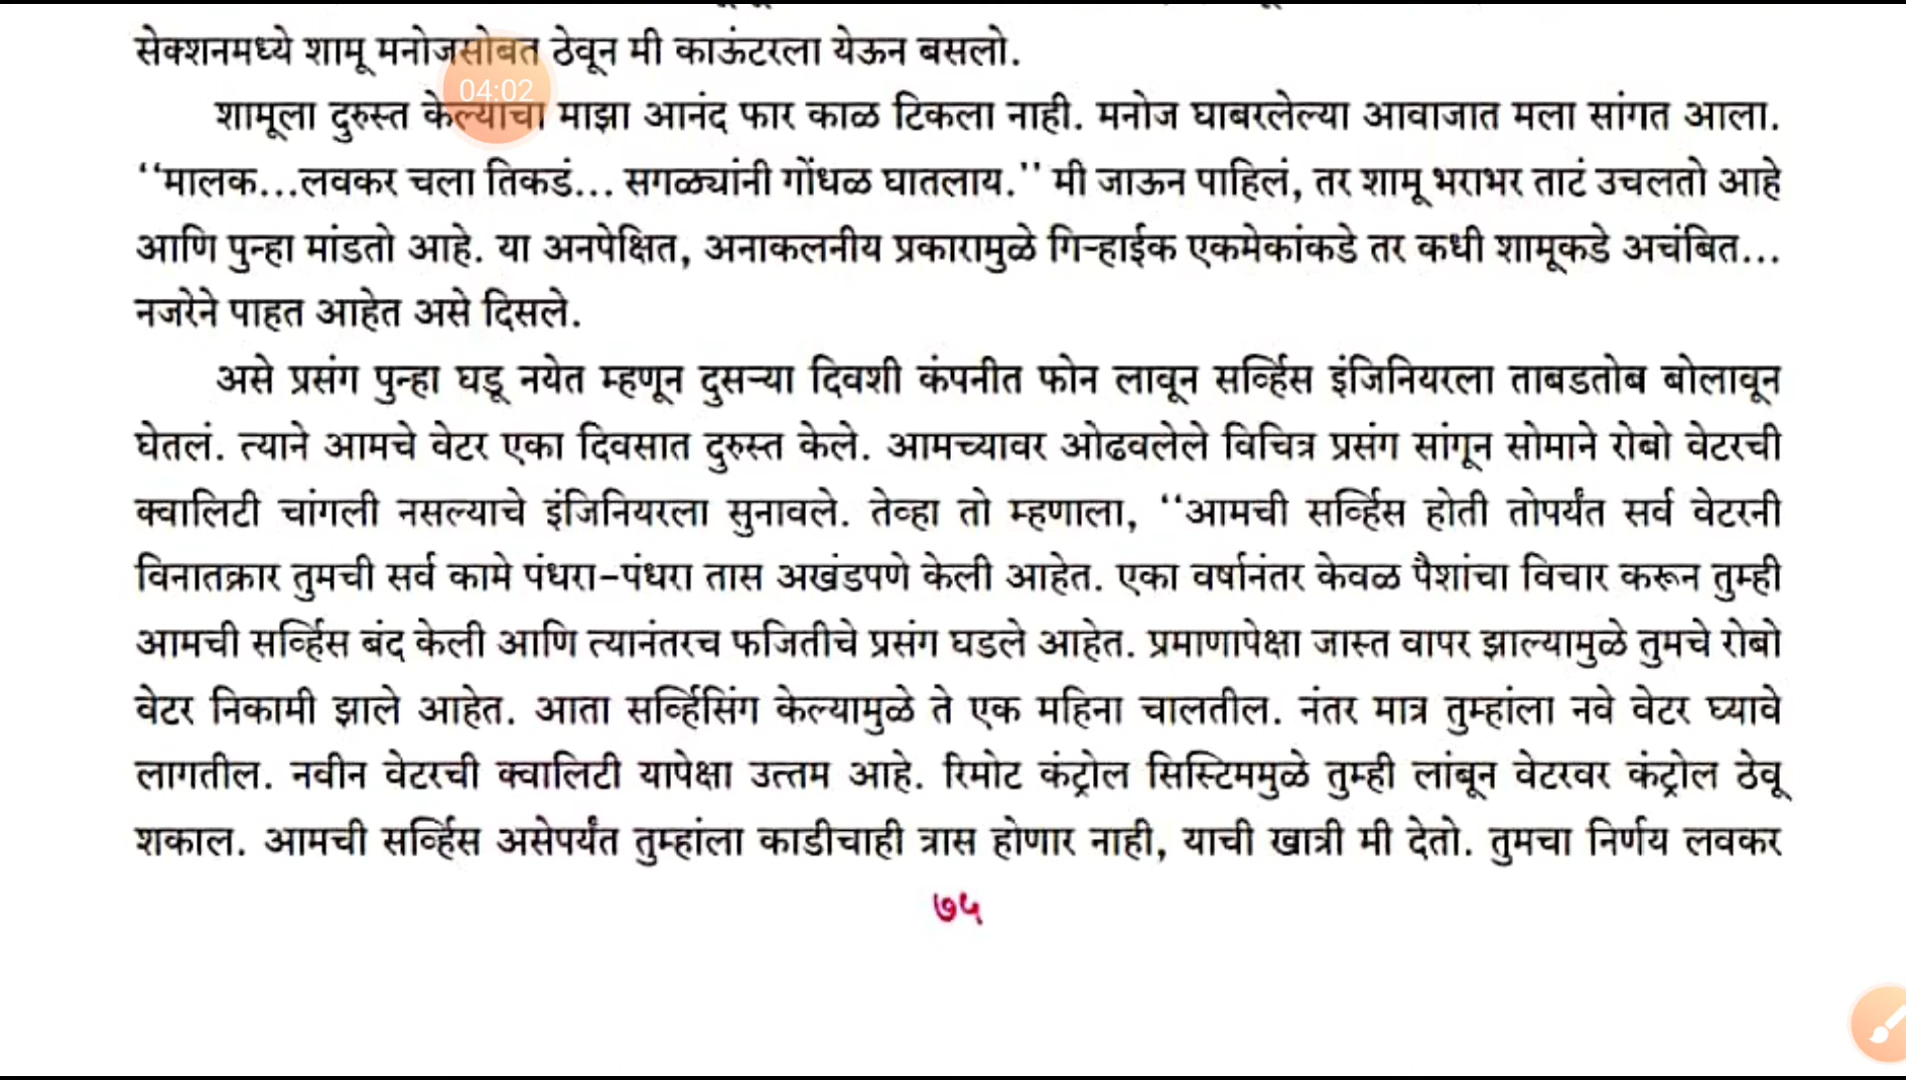 सेक्शनमध्ये शामू मनोजसोबत ठेवून मी काऊंटरला येऊन बसलो.
04:02
शामूला दुरुस्त केल्याचा माझा आनंद फार काळ टिकला नाही. मनोज घाबरलेल्या आवाजात मला सांगत आला.
‘‘मालक...लवकर चला तिकडं... सगळ्यांनी गोंधळ घातलाय.’’ मी जाऊन पाहिलं, तर शामू भराभर ताटं उचलतो आहे
आणि पुन्हा मांडतो आहे. या अनपेक्षित, अनाकलनीय प्रकारामुळे गिऱ्हाईक एकमेकांकडे तर कधी शामूकडे अचंबित...
नजरेने पाहत आहेत असे दिसले.
असे प्रसंग पुन्हा घडू नयेत म्हणून दुसऱ्या दिवशी कंपनीत फोन लावून सर्व्हिस इंजिनियरला ताबडतोब बोलावून
घेतलं. त्याने आमचे वेटर एका दिवसात दुरुस्त केले. आमच्यावर ओढवलेले विचित्र प्रसंग सांगून सोमाने रोबो वेटरची
क्वालिटी चांगली नसल्याचे इंजिनियरला सुनावले. तेव्हा तो म्हणाला, ‘‘आमची सर्व्हिस होती तोपर्यंत सर्व वेटरनी
विनातक्रार तुमची सर्व कामे पंधरा-पंधरा तास अखंडपणे केली आहेत. एका वर्षानंतर केवळ पैशांचा विचार करून तुम्ही
आमची सर्व्हिस बंद केली आणि त्यानंतरच फजितीचे प्रसंग घडले आहेत. प्रमाणापेक्षा जास्त वापर झाल्यामुळे तुमचे रोबो
वेटर निकामी झाले आहेत. आता सर्व्हिसिंग केल्यामुळे ते एक महिना चालतील. नंतर मात्र तुम्हांला नवे वेटर घ्यावे
लागतील. नवीन वेटरची क्वालिटी यापेक्षा उत्तम आहे. रिमोट कंट्रोल सिस्टिममुळे तुम्ही लांबून वेटरवर कंट्रोल ठेवू
शकाल. आमची सर्व्हिस असेपर्यंत तुम्हांला काडीचाही त्रास होणार नाही, याची खात्री मी देतो. तुमचा निर्णय लवकर
७५